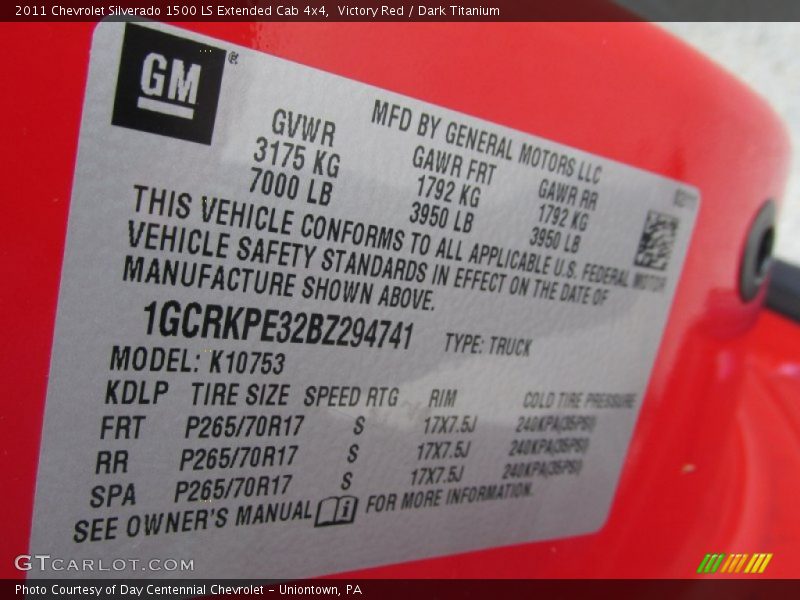 2011 Chevrolet Silverado 1500 LS Extended Cab 4x4, Victory Red / Dark Titanium
GM®
MFD BY GENERAL MOTORS LLC
GVWR GAWR FRT GAWR RR
3175 KG 1792 KG 1792 KG
7000 LB 3950 LB 3950 LB
THIS VEHICLE CONFORMS TO ALL APPLICABLE U.S. FEDERAL MOTOR
VEHICLE SAFETY STANDARDS IN EFFECT ON THE DATE OF
MANUFACTURE SHOWN ABOVE.
1GCRKPE32BZ294741 TYPE: TRUCK
MODEL: K10753
KDLP TIRE SIZE SPEED RTG RIM COLD TIRE PRESSURE
FRT P265/70R17 S 17X7.5J 240KPA(35PSI)
RR P265/70R17 S 17X7.5J 240KPA(35PSI)
SPA P265/70R17 S 17X7.5J 240KPA(35PSI)
SEE OWNER'S MANUAL FOR MORE INFORMATION.
GTCARLOT.COM
Photo Courtesy of Day Centennial Chevrolet - Uniontown, PA